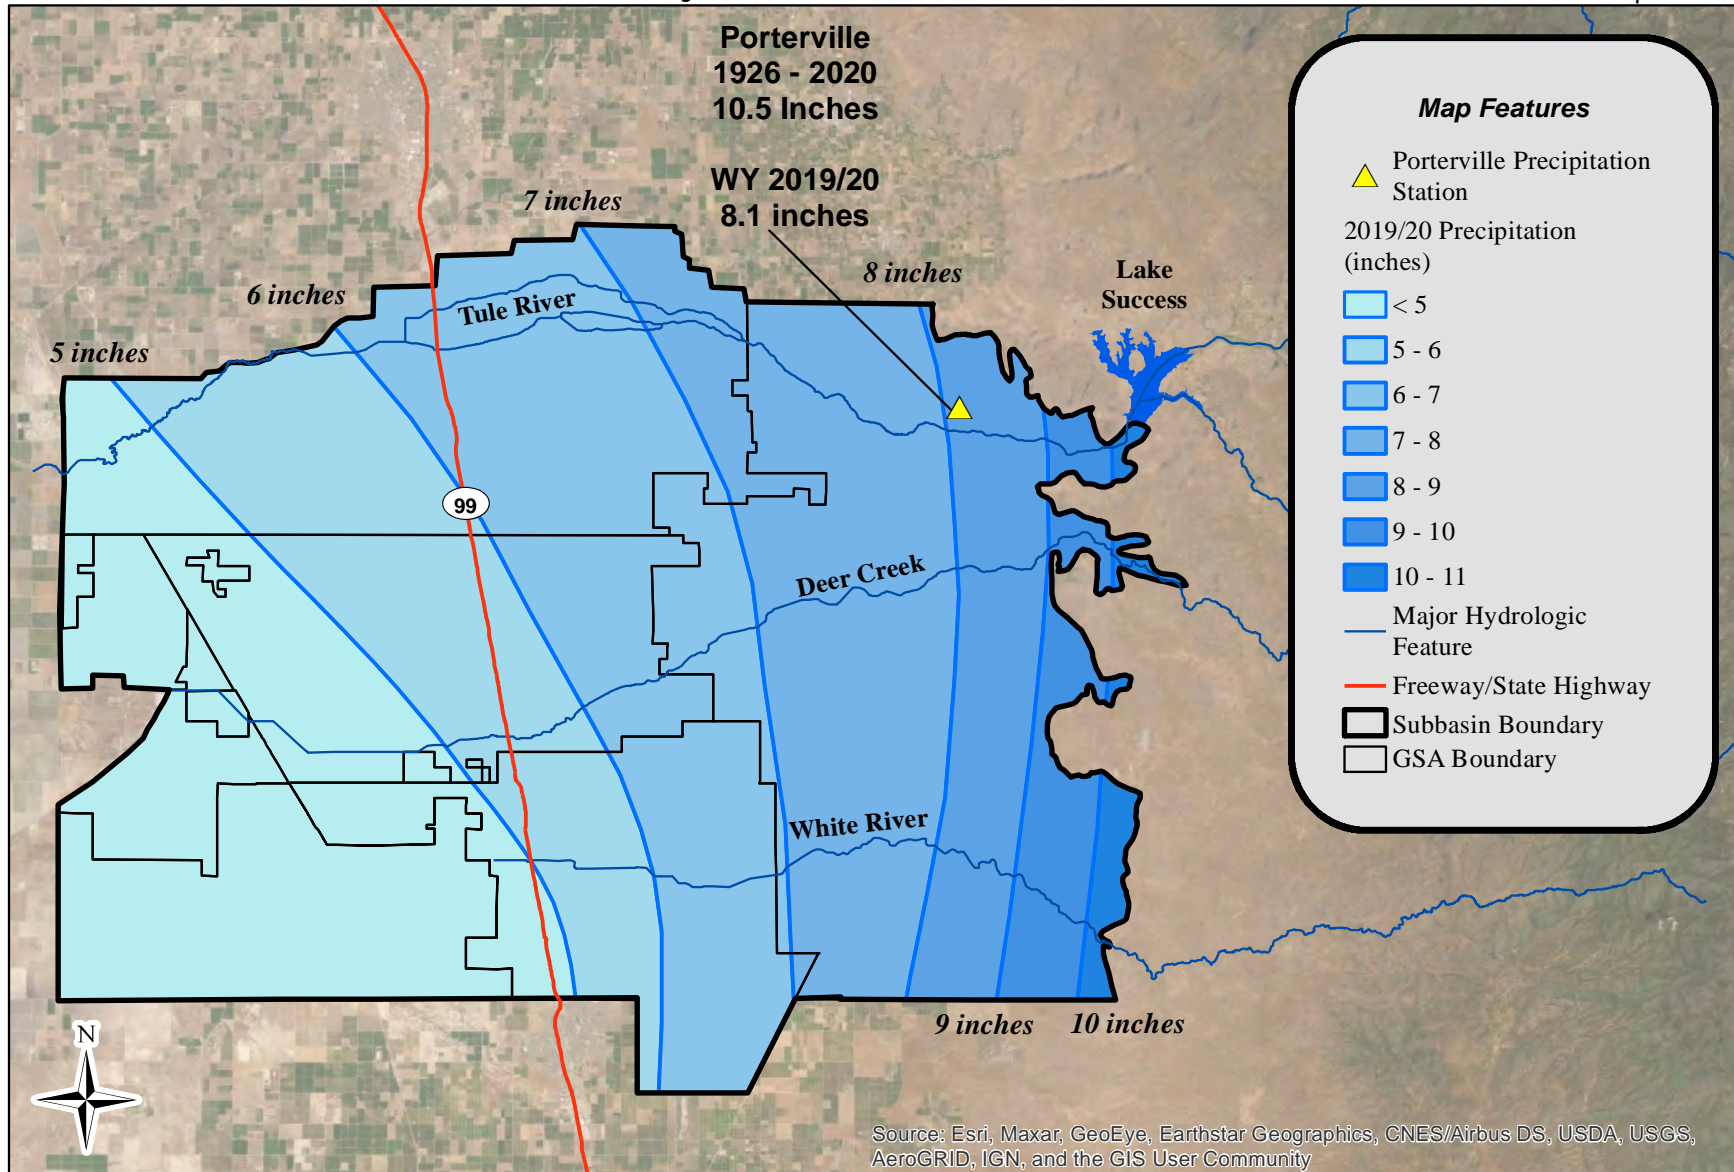 Porterville
1926 - 2020
10.5 Inches
WY 2019/20
8.1 inches
7 inches
8 inches
6 inches
5 inches
Tule River
Lake
Success
99
Deer Creek
White River
9 inches
10 inches
N
Map Features
Porterville Precipitation
Station
2019/20 Precipitation
(inches)
< 5
5 - 6
6 - 7
7 - 8
8 - 9
9 - 10
10 - 11
Major Hydrologic
Feature
Freeway/State Highway
Subbasin Boundary
GSA Boundary
Source: Esri, Maxar, GeoEye, Earthstar Geographics, CNES/Airbus DS, USDA, USGS,
AeroGRID, IGN, and the GIS User Community